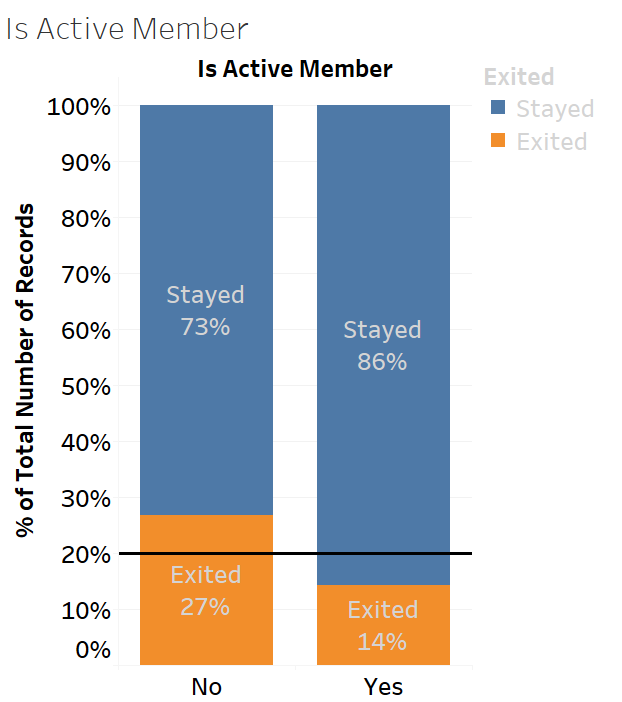 Is Active Member
Is Active Member
Exited
Stayed
Exited
% of Total Number of Records
100%
90%
80%
70%
60%
50%
40%
30%
20%
10%
0%
Stayed
73%
Exited
27%
Stayed
86%
Exited
14%
No
Yes